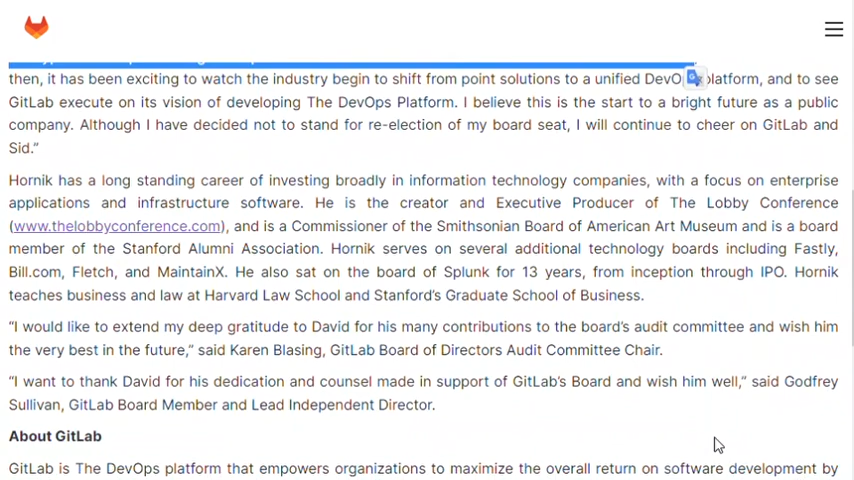 then, it has been exciting to watch the industry begin to shift from point solutions to a unified DevO platform, and to see
GitLab execute on its vision of developing The DevOps Platform. I believe this is the start to a bright future as a public
company. Although I have decided not to stand for re-election of my board seat, I will continue to cheer on GitLab and
Sid.”
Hornik has a long standing career of investing broadly in information technology companies, with a focus on enterprise
applications and infrastructure software. He is the creator and Executive Producer of The Lobby Conference
(www.thelobbyconference.com), and is a Commissioner of the Smithsonian Board of American Art Museum and is a board
member of the Stanford Alumni Association. Hornik serves on several additional technology boards including Fastly,
Bill.com, Fletch, and MaintainX. He also sat on the board of Splunk for 13 years, from inception through IPO. Hornik
teaches business and law at Harvard Law School and Stanford’s Graduate School of Business.
“I would like to extend my deep gratitude to David for his many contributions to the board’s audit committee and wish him
the very best in the future,” said Karen Blasing, GitLab Board of Directors Audit Committee Chair.
“I want to thank David for his dedication and counsel made in support of GitLab’s Board and wish him well,” said Godfrey
Sullivan, GitLab Board Member and Lead Independent Director.
About GitLab
GitLab is The DevOps platform that empowers organizations to maximize the overall return on software development by